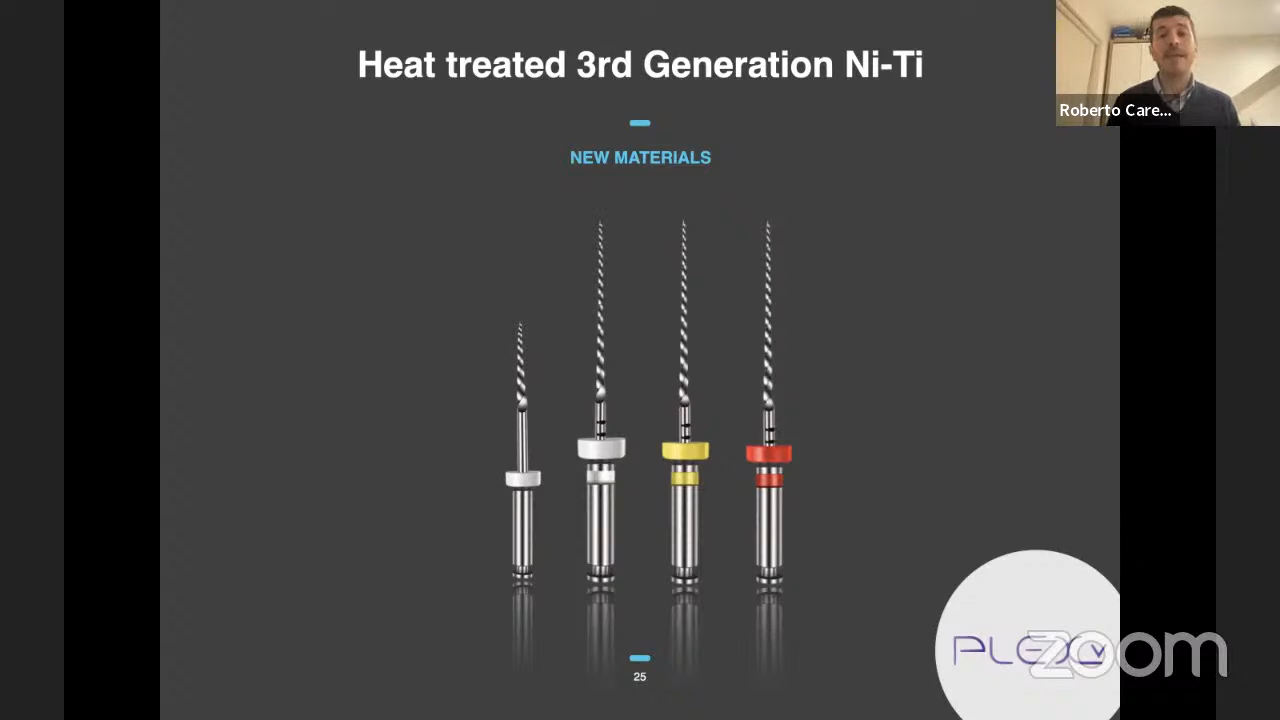 Heat treated 3rd Generation Ni-Ti
Roberto Care...
NEW MATERIALS
25
zoom